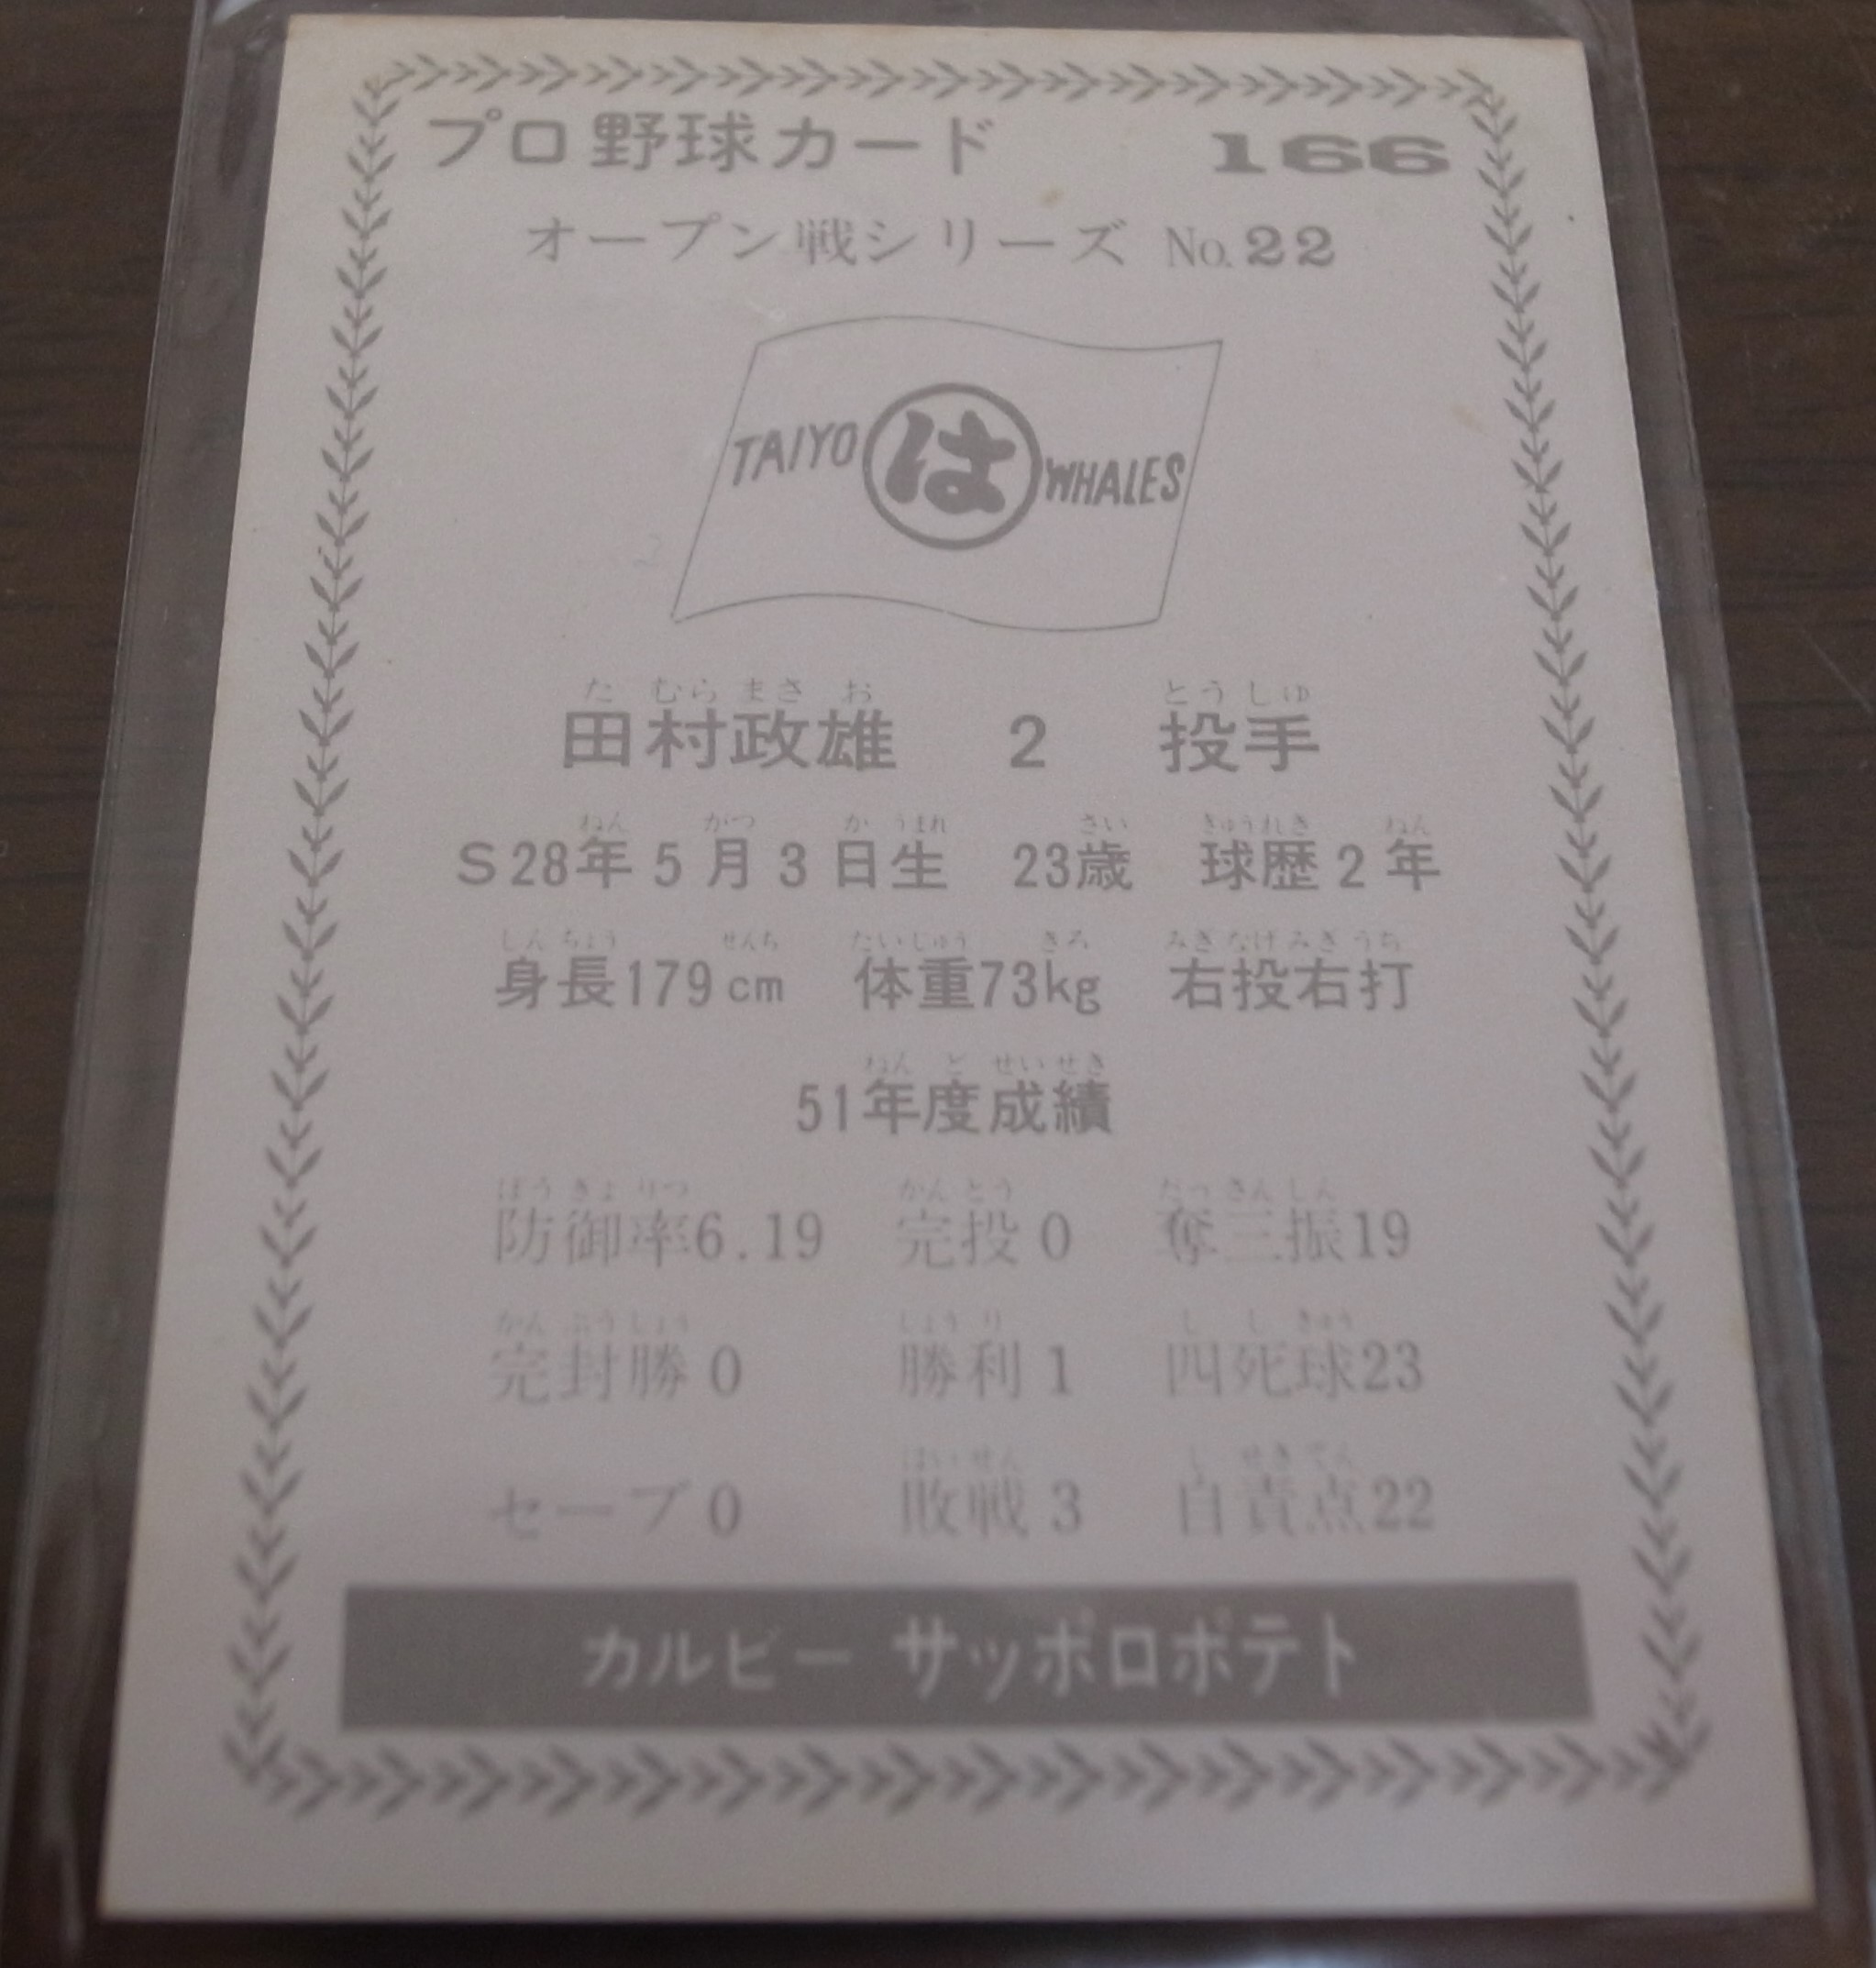 プロ野球カード 166
オープン戦シリーズ No.22
TAIYO は WHALES
た むら まさ お とうしゅ
田村政雄 2 投手
ねん がつ か うまれ さい きゅうれき ねん
S28年5月3日生 23歳 球歴2年
しんちょう せんち たいじゅう きろ みぎなげみぎうち
身長179cm 体重73kg 右投右打
ねんどせいせき
51年度成績
ぼうぎょりつ かんとう だっさんしん
防御率6.19 完投0 奪三振19
かんぷうしょう しょうり ししきゅう
完封勝0 勝利1 四死球23
はいせん じせきてん
セーブ0 敗戦3 自責点22
カルビー サッポロポテト